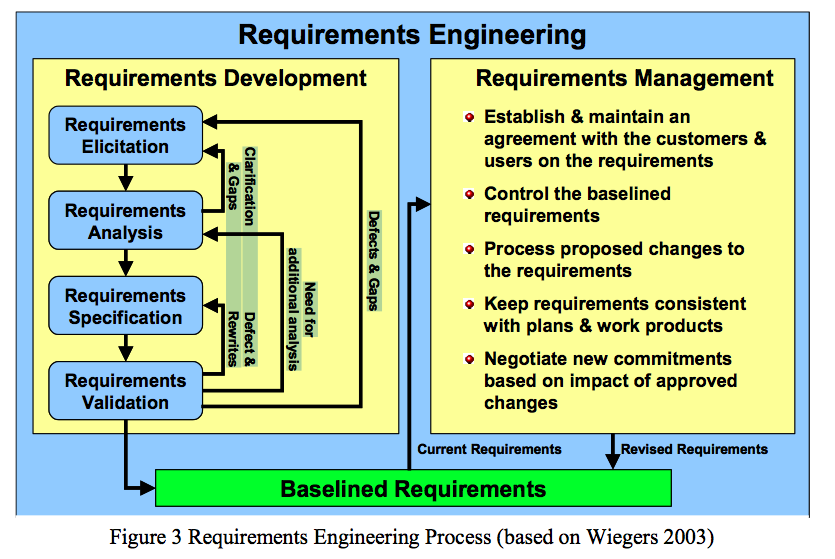 Requirements Engineering
Requirements Development
Requirements
Elicitation
Requirements
Analysis
Requirements
Specification
Requirements
Validation
Clarification
& Gaps
Defect &
Rewrites
Need for
additional analysis
Defects & Gaps
Requirements Management
Establish & maintain an
agreement with the customers &
users on the requirements
Control the baselined
requirements
Process proposed changes to
the requirements
Keep requirements consistent
with plans & work products
Negotiate new commitments
based on impact of approved
changes
Current Requirements
Revised Requirements
Baselined Requirements
Figure 3 Requirements Engineering Process (based on Wiegers 2003)